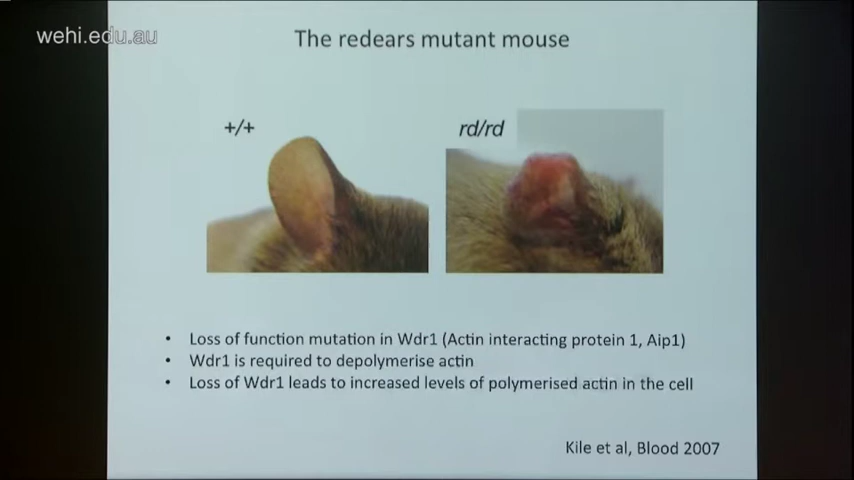 wehi.edu.au
The redears mutant mouse
+/+
rd/rd
• Loss of function mutation in Wdr1 (Actin interacting protein 1, Aip1)
• Wdr1 is required to depolymerise actin
• Loss of Wdr1 leads to increased levels of polymerised actin in the cell
Kile et al, Blood 2007